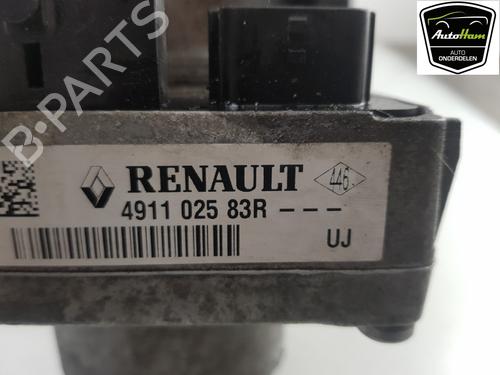 AutoHam
AUTO
ONDERDELEN
B-PARTS
RENAULT
446
4911 025 83R - - -
UJ